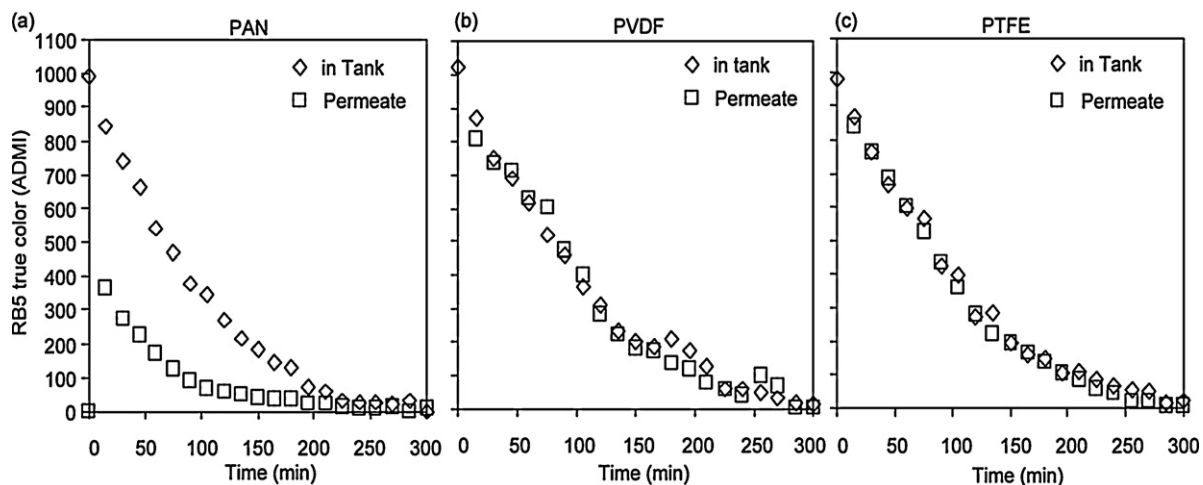 (a)
PAN
(b)
PVDF
(c)
PTFE
1100
1000
900
800
700
600
500
400
300
200
100
0
RB5 true color (ADMI)
in Tank
Permeate
in tank
Permeate
in Tank
Permeate
0 50 100 150 200 250 300
0 50 100 150 200 250 300
0 50 100 150 200 250 300
Time (min)
Time (min)
Time (min)